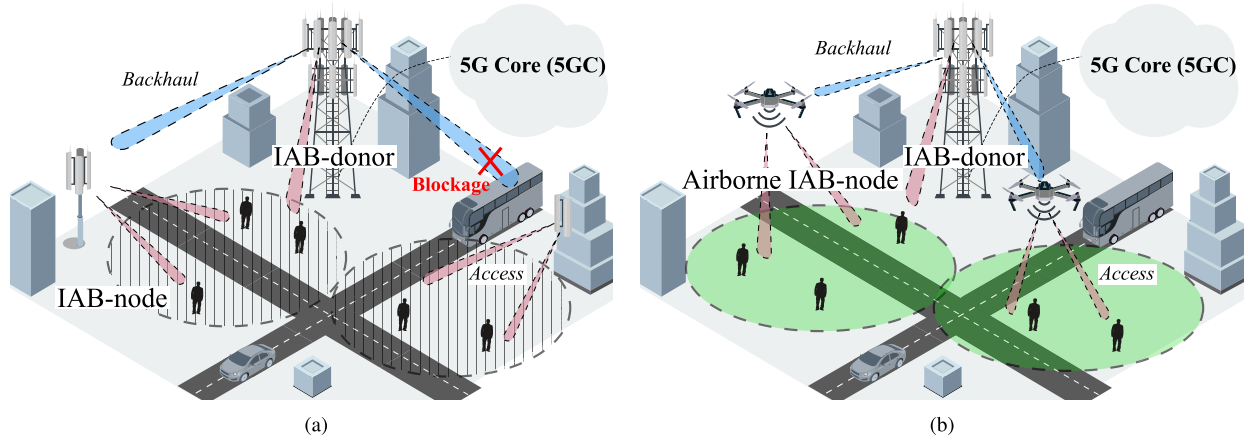 Backhaul
5G Core (5GC)
IAB-donor
Blockage
Access
IAB-node
(a)
Backhaul
5G Core (5GC)
IAB-donor
Airborne IAB-node
Access
(b)